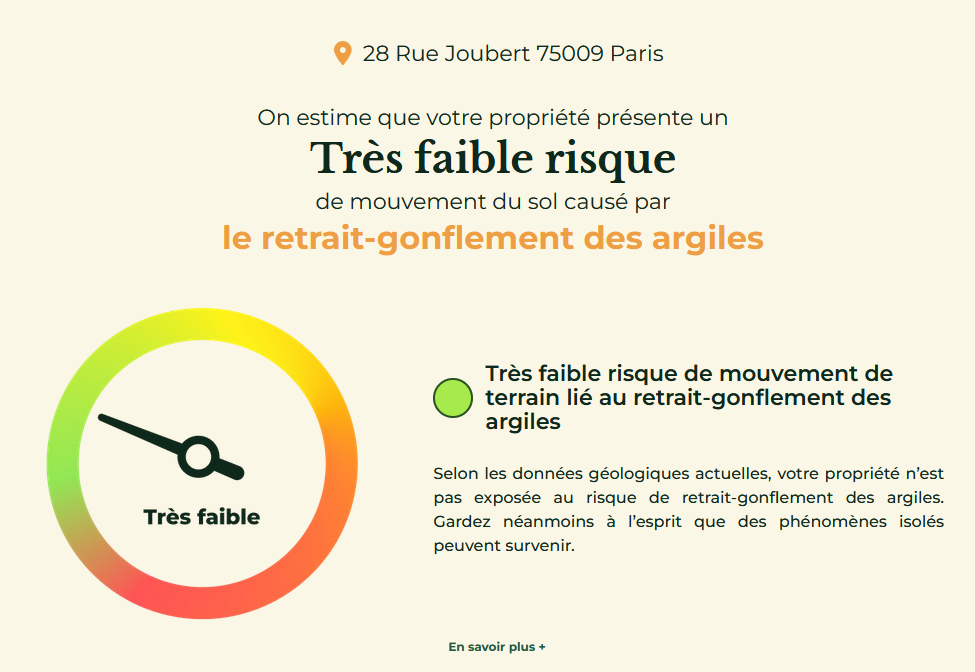 28 Rue Joubert 75009 Paris
On estime que votre propriété présente un
Très faible risque
de mouvement du sol causé par
le retrait-gonflement des argiles
Très faible
Très faible risque de mouvement de
terrain lié au retrait-gonflement des
argiles
Selon les données géologiques actuelles, votre propriété n’est
pas exposée au risque de retrait-gonflement des argiles.
Gardez néanmoins à l’esprit que des phénomènes isolés
peuvent survenir.
En savoir plus +